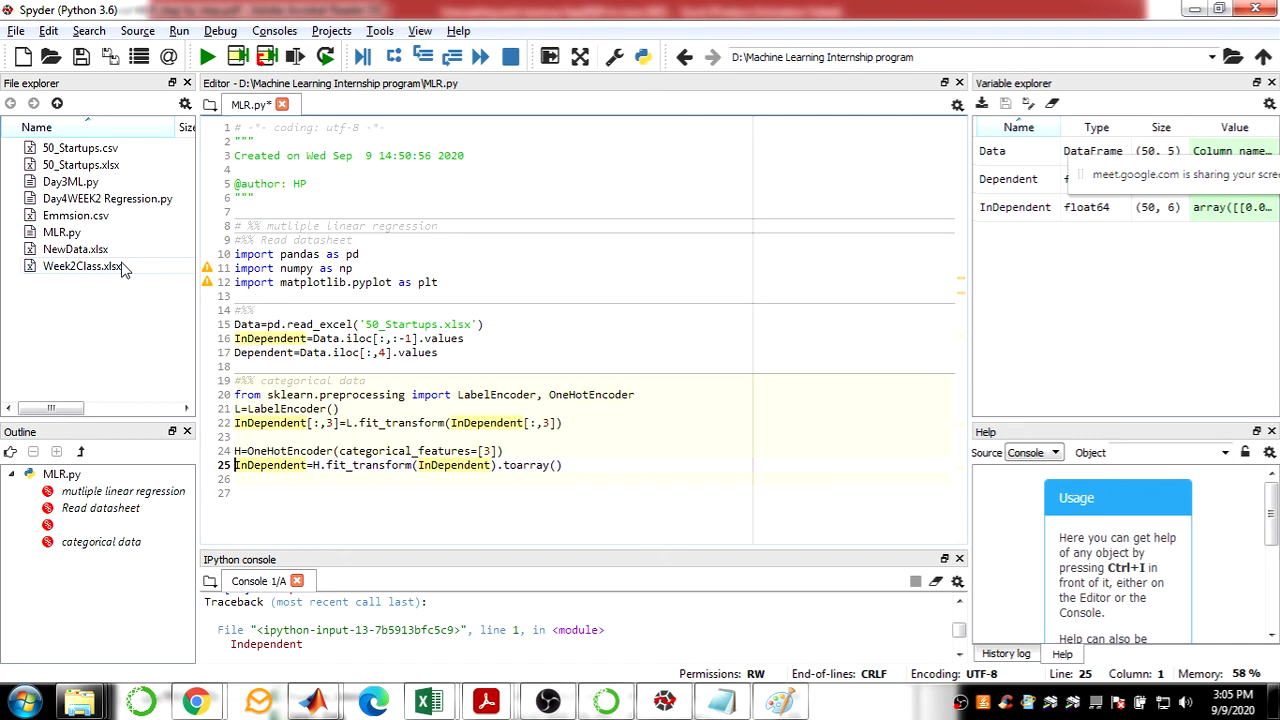 Spyder (Python 3.6)
File Edit Search Source Run Debug Consoles Projects Tools View Help
D:\Machine Learning Internship program
File explorer
Name Size
50_Startups.csv
50_Startups.xlsx
Day3ML.py
Day4WEEK2 Regression.py
Emmsion.csv
MLR.py
NewData.xlsx
Week2Class.xlsx
Outline
MLR.py
mutliple linear regression
Read datasheet
categorical data
Editor - D:\Machine Learning Internship program\MLR.py
MLR.py*
1 # -*- coding: utf-8 -*-
2 """
3 Created on Wed Sep  9 14:50:56 2020
4
5 @author: HP
6 """
7
8 # %% mutliple linear regression
9 #%% Read datasheet
10 import pandas as pd
11 import numpy as np
12 import matplotlib.pyplot as plt
13
14 #%%
15 Data=pd.read_excel('50_Startups.xlsx')
16 InDependent=Data.iloc[:,:-1].values
17 Dependent=Data.iloc[:,4].values
18
19 #%% categorical data
20 from sklearn.preprocessing import LabelEncoder, OneHotEncoder
21 L=LabelEncoder()
22 InDependent[:,3]=L.fit_transform(InDependent[:,3])
23
24 H=OneHotEncoder(categorical_features=[3])
25 InDependent=H.fit_transform(InDependent).toarray()
26
27
IPython console
Console 1/A
Traceback (most recent call last):
File "<ipython-input-13-7b5913bfc5c9>", line 1, in <module>
Independent
Variable explorer
Name Type Size Value
Data DataFrame (50, 5) Column name…
meet.google.com is sharing your scree
Dependent
InDependent float64 (50, 6) array([[0.0…
Help
Source Console Object
Usage
Here you can get help
of any object by
pressing Ctrl+I in
front of it, either on
the Editor or the
Console.
Help can also be
History log Help
Permissions: RW End-of-lines: CRLF Encoding: UTF-8 Line: 25 Column: 1 Memory: 58 %
3:05 PM
9/9/2020